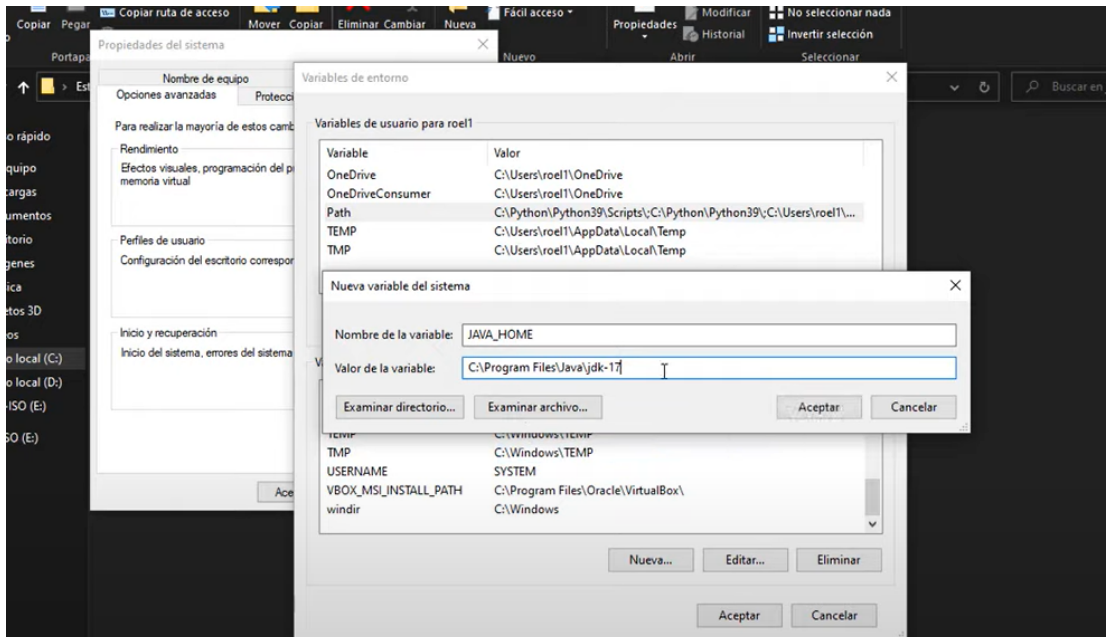 Copiar Pegar
Copiar ruta de acceso
Mover Copiar Eliminar Cambiar Nueva
Fácil acceso
Nuevo
Propiedades
Modificar
Historial
Abrir
No seleccionar nada
Invertir selección
Seleccionar
Portapa
Est
Buscar en
o rápido
quipo
cargas
umentos
itorio
genes
ica
etos 3D
os
o local (C:)
o local (D:)
-ISO (E:)
SO (E:)
Propiedades del sistema
Nombre de equipo
Opciones avanzadas Protecci
Para realizar la mayoría de estos camb
Rendimiento
Efectos visuales, programación del p
memoria virtual
Perfiles de usuario
Configuración del escritorio correspor
Inicio y recuperación
Inicio del sistema, errores del sistema
Ace
Variables de entorno
Variables de usuario para roel1
Variable Valor
OneDrive C:\Users\roel1\OneDrive
OneDriveConsumer C:\Users\roel1\OneDrive
Path C:\Python\Python39\Scripts\;C:\Python\Python39\;C:\Users\roel1\...
TEMP C:\Users\roel1\AppData\Local\Temp
TMP C:\Users\roel1\AppData\Local\Temp
Nueva variable del sistema
Nombre de la variable: JAVA_HOME
Valor de la variable: C:\Program Files\Java\jdk-17
Examinar directorio... Examinar archivo... Aceptar Cancelar
V
TEMP C:\Windows\TEMP
TMP C:\Windows\TEMP
USERNAME SYSTEM
VBOX_MSI_INSTALL_PATH C:\Program Files\Oracle\VirtualBox\
windir C:\Windows
Nueva... Editar... Eliminar
Aceptar Cancelar